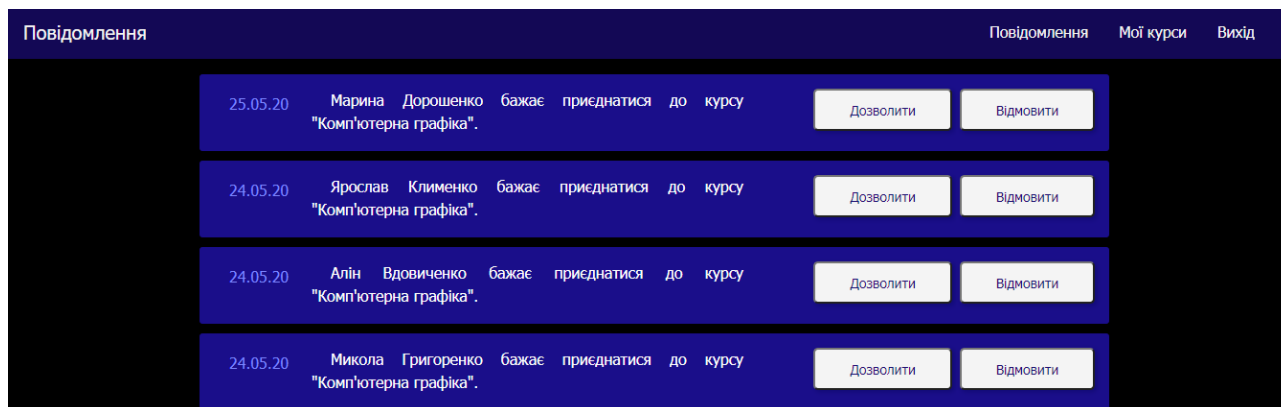 Повідомлення
Повідомлення Мої курси Вихід
25.05.20 Марина Дорошенко бажає приєднатися до курсу
"Комп'ютерна графіка".
Дозволити Відмовити
24.05.20 Ярослав Клименко бажає приєднатися до курсу
"Комп'ютерна графіка".
Дозволити Відмовити
24.05.20 Алін Вдовиченко бажає приєднатися до курсу
"Комп'ютерна графіка".
Дозволити Відмовити
24.05.20 Микола Григоренко бажає приєднатися до курсу
"Комп'ютерна графіка".
Дозволити Відмовити